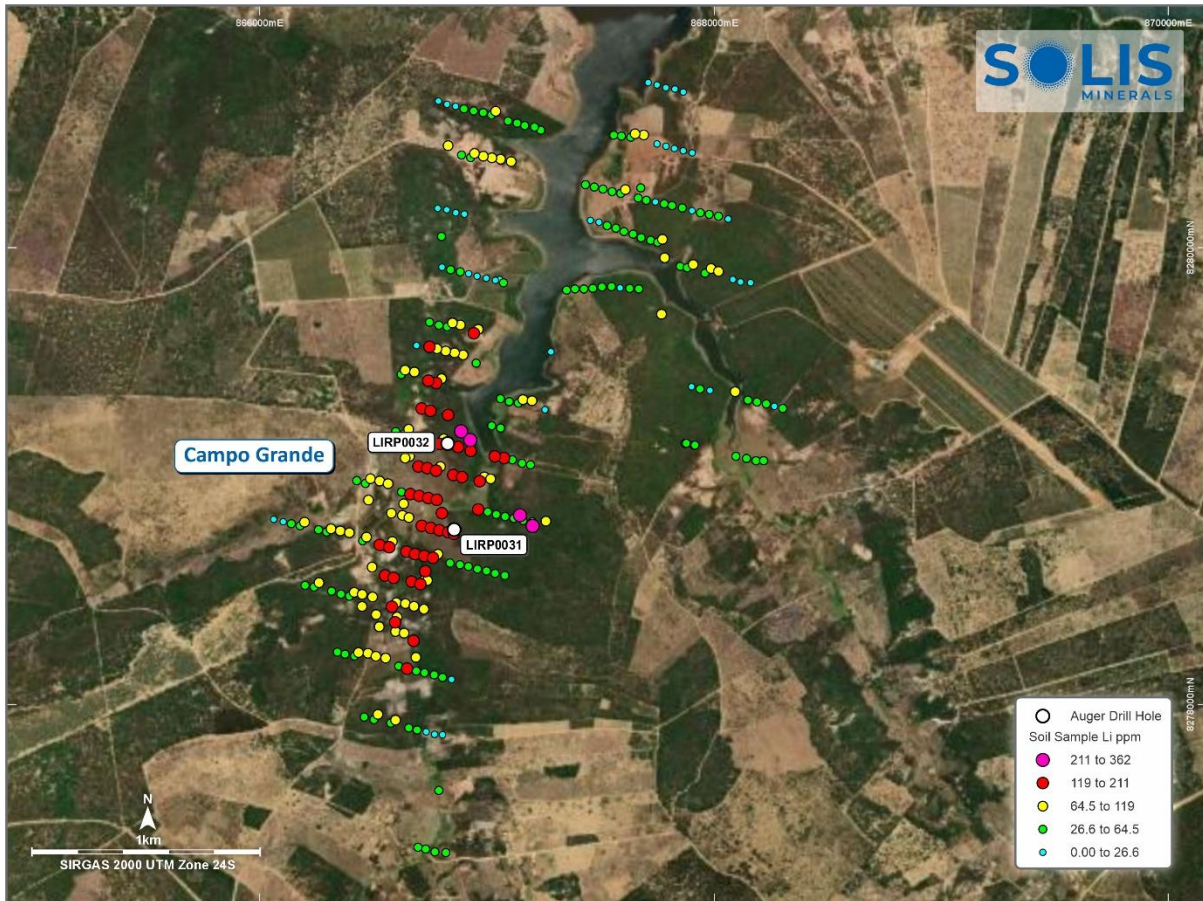 866000mE
868000mE
870000mE
SOLIS
MINERALS
8280000mN
LIRP0032
Campo Grande
LIRP0031
8278000mN
Auger Drill Hole
Soil Sample Li ppm
211 to 362
119 to 211
64.5 to 119
26.6 to 64.5
0.00 to 26.6
N
1km
SIRGAS 2000 UTM Zone 24S